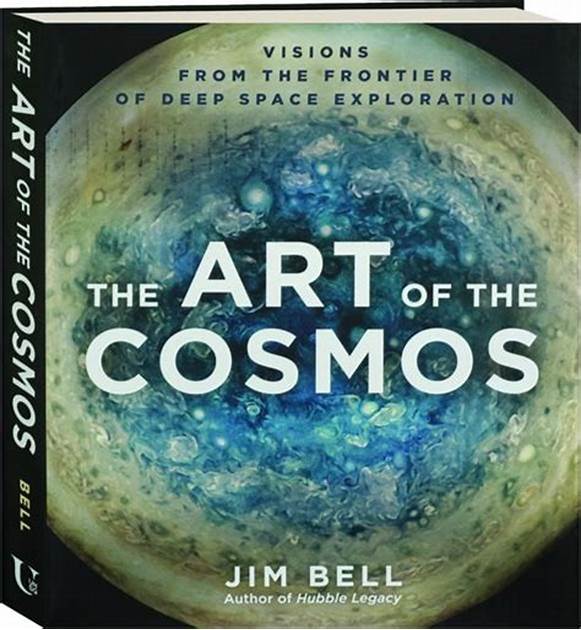 VISIONS
FROM THE FRONTIER
OF DEEP SPACE EXPLORATION
THE ART OF THE
COSMOS
JIM BELL
Author of Hubble Legacy
THE ART OF THE COSMOS
BELL